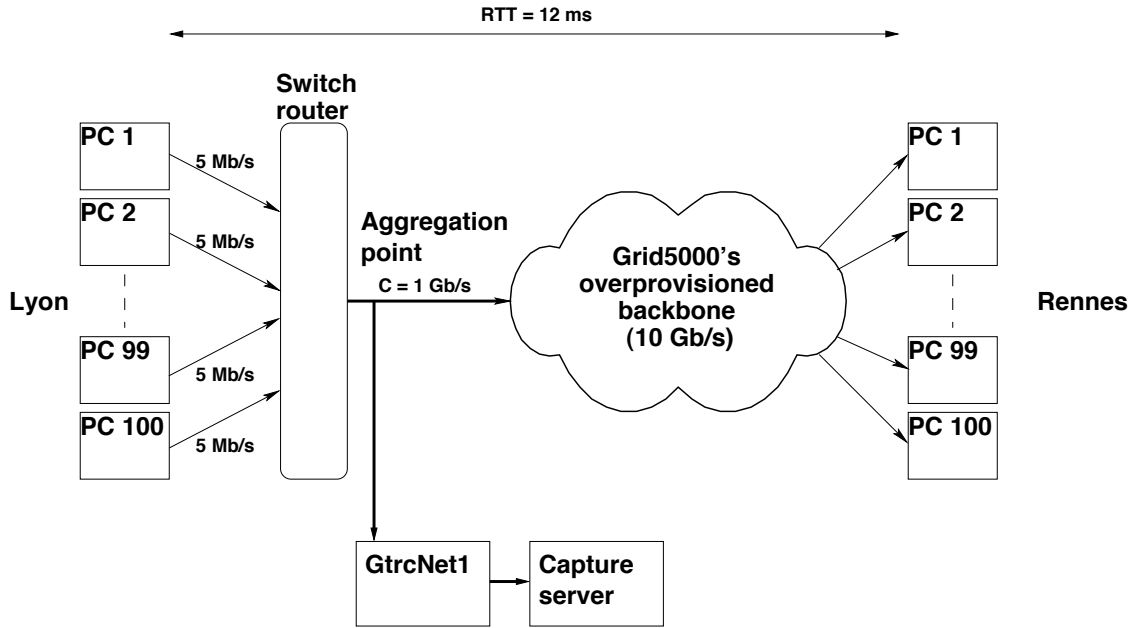 RTT = 12 ms
Switch
router
PC 1
5 Mb/s
PC 2
5 Mb/s
Lyon
PC 99
5 Mb/s
PC 100
5 Mb/s
Aggregation
point
C = 1 Gb/s
Grid5000's
overprovisioned
backbone
(10 Gb/s)
PC 1
PC 2
Rennes
PC 99
PC 100
GtrcNet1
Capture
server